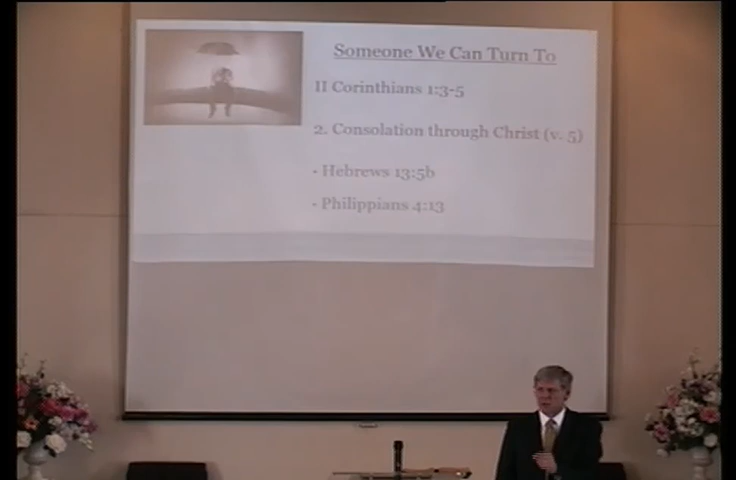 Someone We Can Turn To
II Corinthians 1:3-5
2. Consolation through Christ (v. 5)
- Hebrews 13:5b
- Philippians 4:13